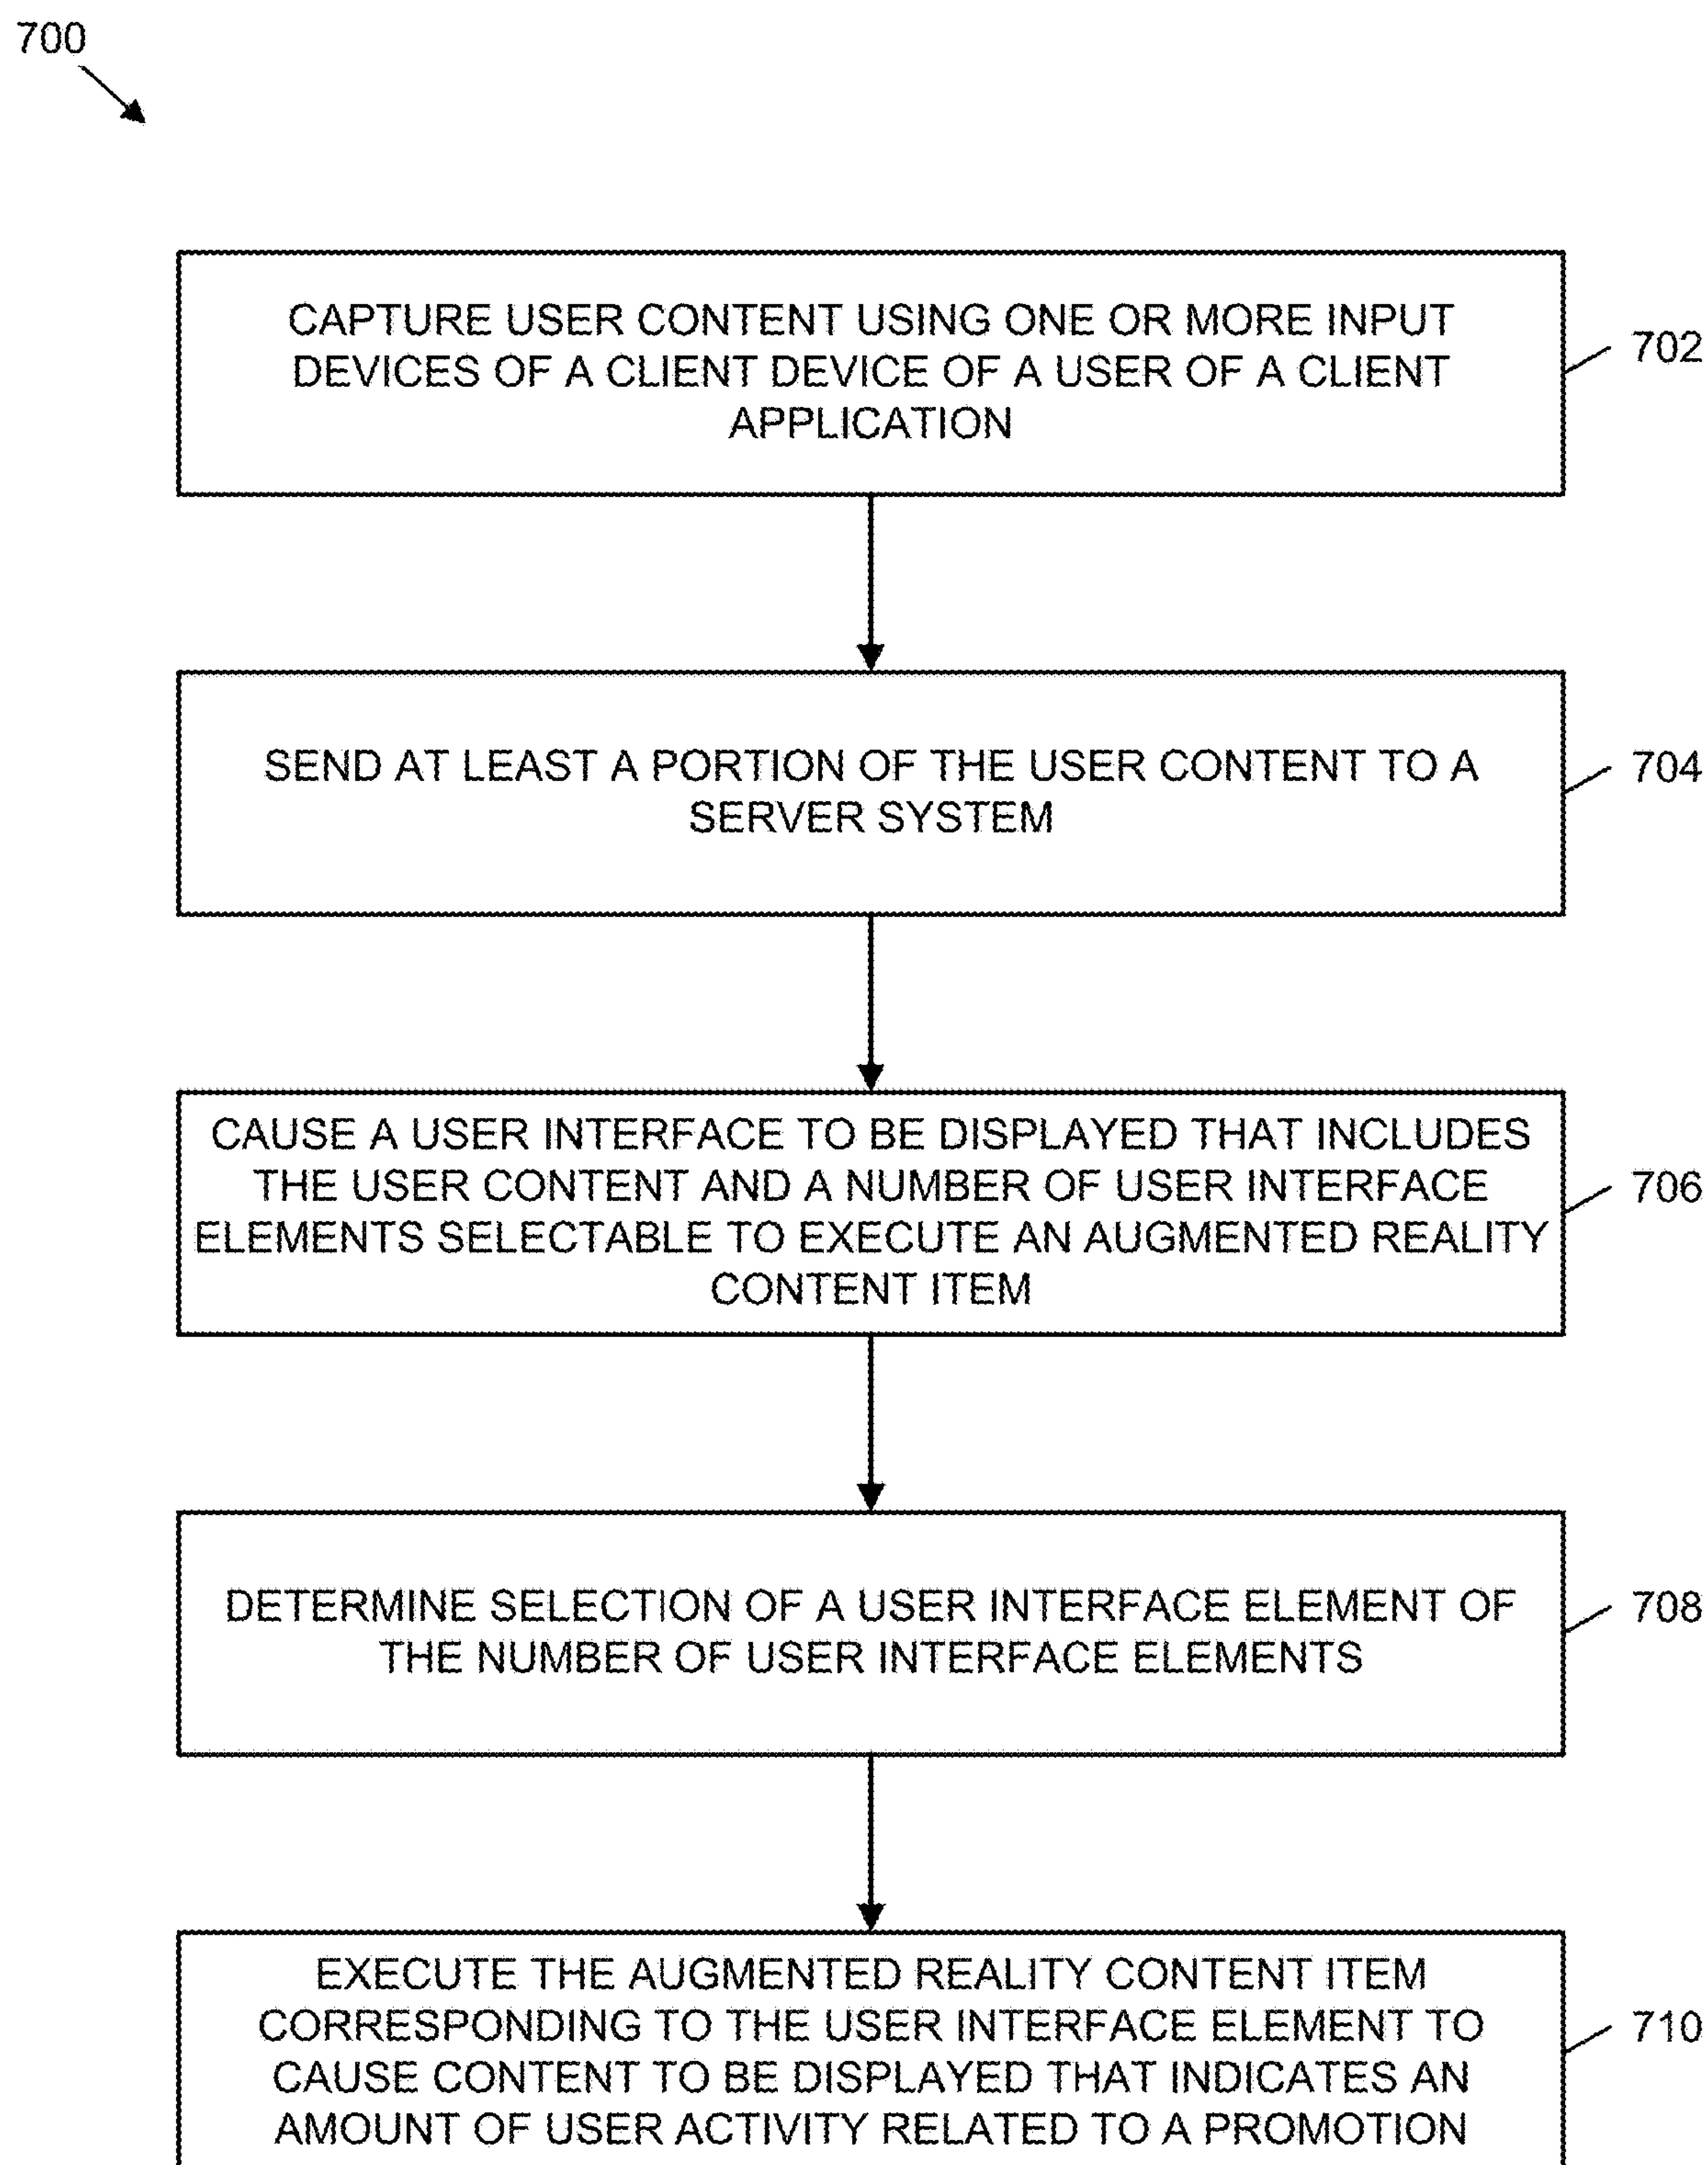 700
CAPTURE USER CONTENT USING ONE OR MORE INPUT
DEVICES OF A CLIENT DEVICE OF A USER OF A CLIENT
APPLICATION
702
SEND AT LEAST A PORTION OF THE USER CONTENT TO A
SERVER SYSTEM
704
CAUSE A USER INTERFACE TO BE DISPLAYED THAT INCLUDES
THE USER CONTENT AND A NUMBER OF USER INTERFACE
ELEMENTS SELECTABLE TO EXECUTE AN AUGMENTED REALITY
CONTENT ITEM
706
DETERMINE SELECTION OF A USER INTERFACE ELEMENT OF
THE NUMBER OF USER INTERFACE ELEMENTS
708
EXECUTE THE AUGMENTED REALITY CONTENT ITEM
CORRESPONDING TO THE USER INTERFACE ELEMENT TO
CAUSE CONTENT TO BE DISPLAYED THAT INDICATES AN
AMOUNT OF USER ACTIVITY RELATED TO A PROMOTION
710